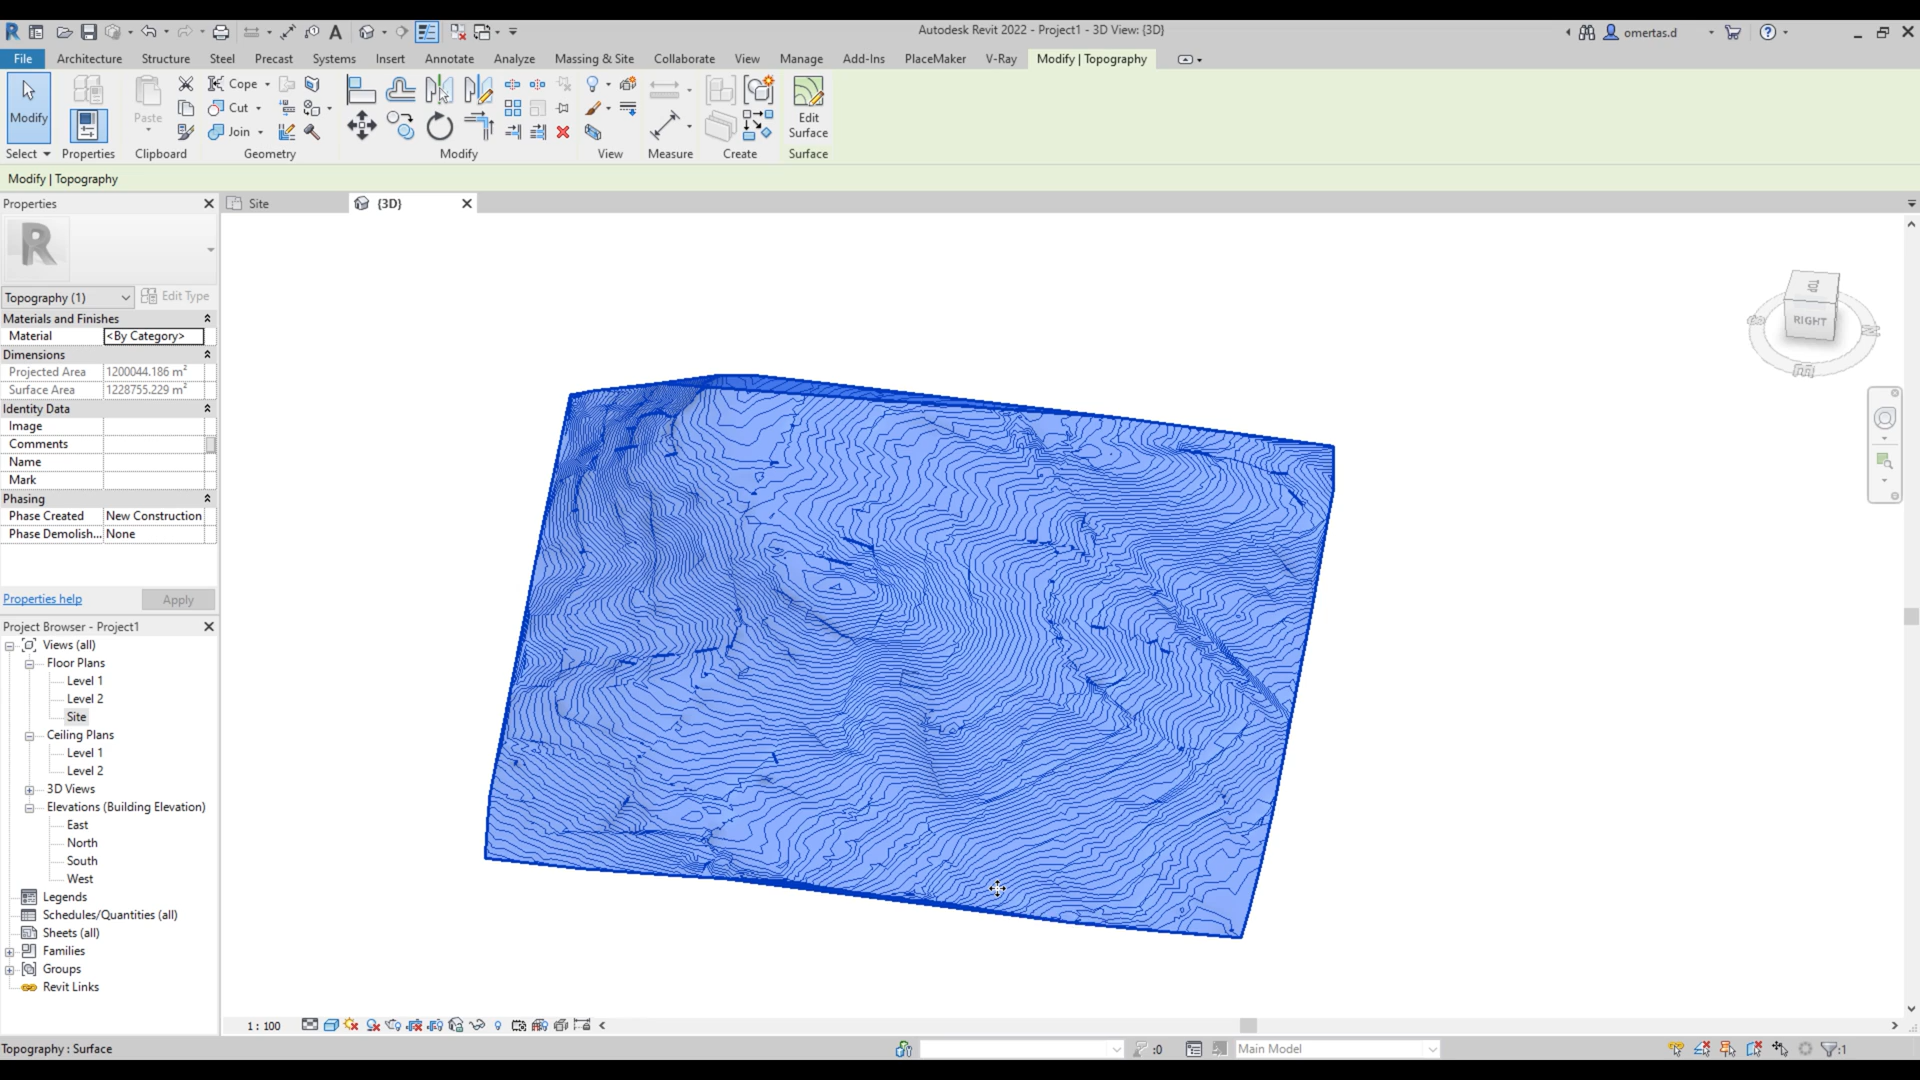 Autodesk Revit 2022 - Project1 - 3D View: {3D}
omertas.d
File Architecture Structure Steel Precast Systems Insert Annotate Analyze Massing & Site Collaborate View Manage Add-Ins PlaceMaker V-Ray Modify | Topography
Modify
Paste
Cope
Cut
Join
Edit
Surface
Select Properties Clipboard Geometry Modify View Measure Create Surface
Modify | Topography
Properties
Site
{3D}
TOP
RIGHT
Topography (1)
Edit Type
Materials and Finishes
Material <By Category>
Dimensions
Projected Area 1200044.186 m²
Surface Area 1228755.229 m²
Identity Data
Image
Comments
Name
Mark
Phasing
Phase Created New Construction
Phase Demolish... None
Properties help
Apply
Project Browser - Project1
Views (all)
Floor Plans
Level 1
Level 2
Site
Ceiling Plans
Level 1
Level 2
3D Views
Elevations (Building Elevation)
East
North
South
West
Legends
Schedules/Quantities (all)
Sheets (all)
Families
Groups
Revit Links
1 : 100
Topography : Surface
:0
Main Model
:1